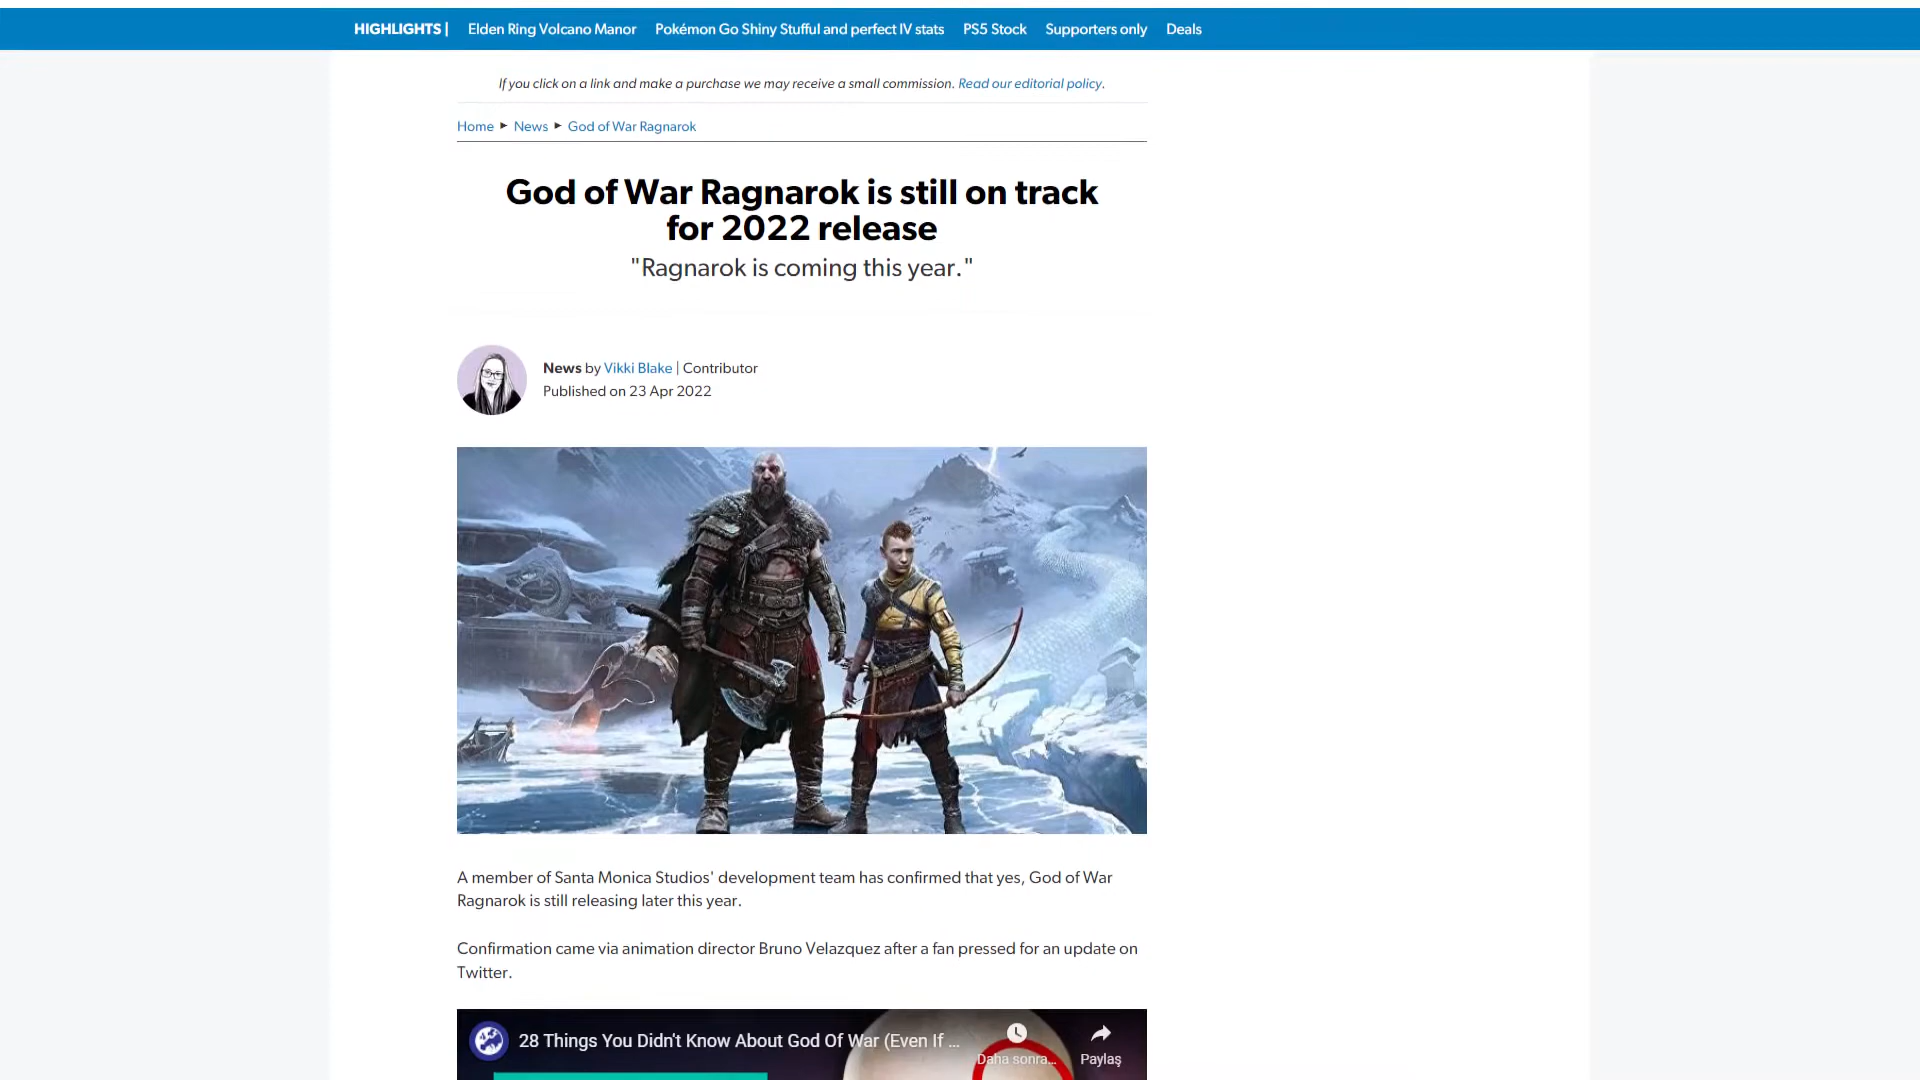 HIGHLIGHTS | Elden Ring Volcano Manor Pokémon Go Shiny Stufful and perfect IV stats PS5 Stock Supporters only Deals
If you click on a link and make a purchase we may receive a small commission. Read our editorial policy.
Home ► News ► God of War Ragnarok
God of War Ragnarok is still on track
for 2022 release
"Ragnarok is coming this year."
News by Vikki Blake | Contributor
Published on 23 Apr 2022
A member of Santa Monica Studios' development team has confirmed that yes, God of War
Ragnarok is still releasing later this year.
Confirmation came via animation director Bruno Velazquez after a fan pressed for an update on
Twitter.
28 Things You Didn't Know About God Of War (Even If ...
Daha sonra... Paylaş